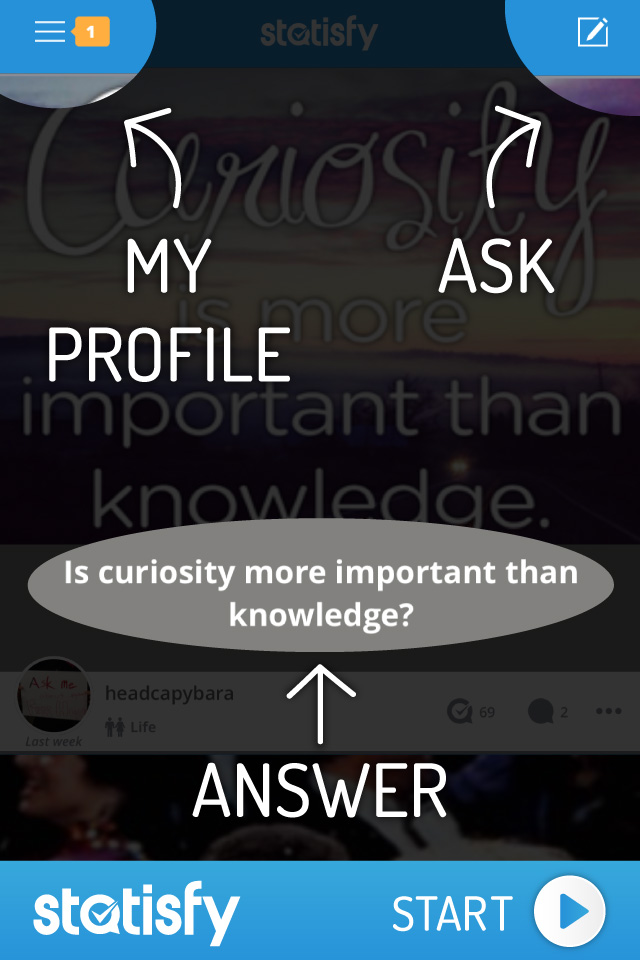 1
statisfy
Curiosity
MY
PROFILE
ASK
is more
important than
knowledge.
Is curiosity more important than
knowledge?
Ask me
headcapybara
Life
69
2
Last week
ANSWER
statisfy
START